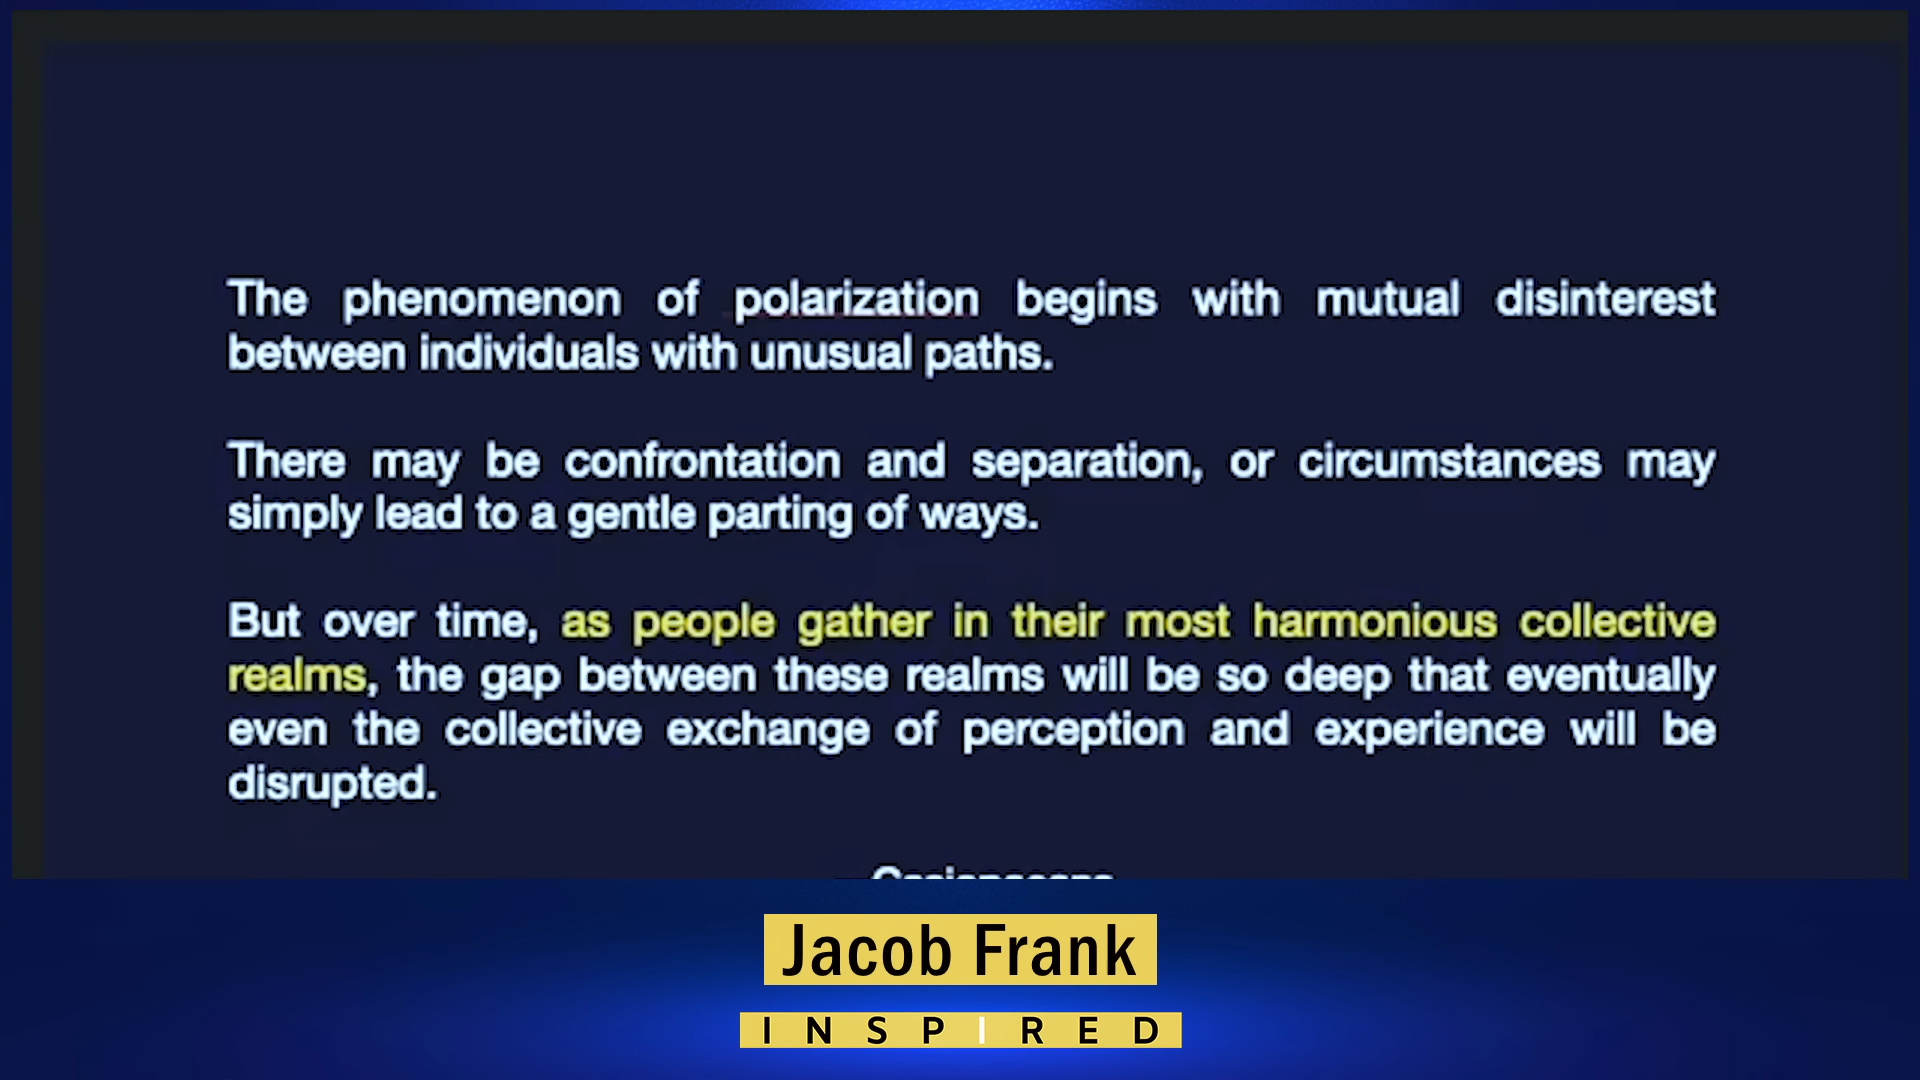 The phenomenon of polarization begins with mutual disinterest
between individuals with unusual paths.
There may be confrontation and separation, or circumstances may
simply lead to a gentle parting of ways.
But over time, as people gather in their most harmonious collective
realms, the gap between these realms will be so deep that eventually
even the collective exchange of perception and experience will be
disrupted.
Jacob Frank
INSPIRED